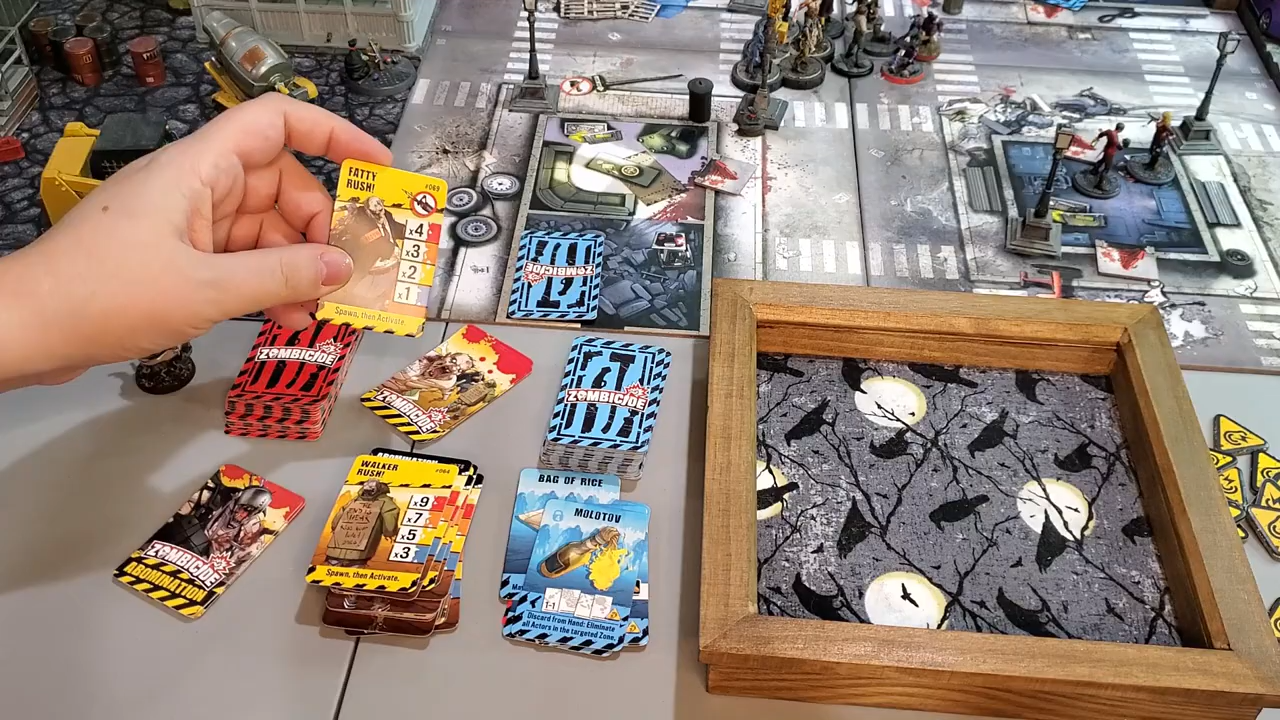 FATTY
RUSH!
#069
x4
x3
x2
x1
Spawn, then Activate.
ZOMBICIDE
ZOMBICIDE
ZOMBICIDE
ZOMBICIDE
ZOMBICIDE
ABOMINATION
ABOMINATION
WALKER
RUSH!
#064
x9
x7
x5
x3
Spawn, then Activate.
BAG OF RICE
MOLOTOV
1-1
Discard from Hand: Eliminate
all Actors in the targeted Zone.